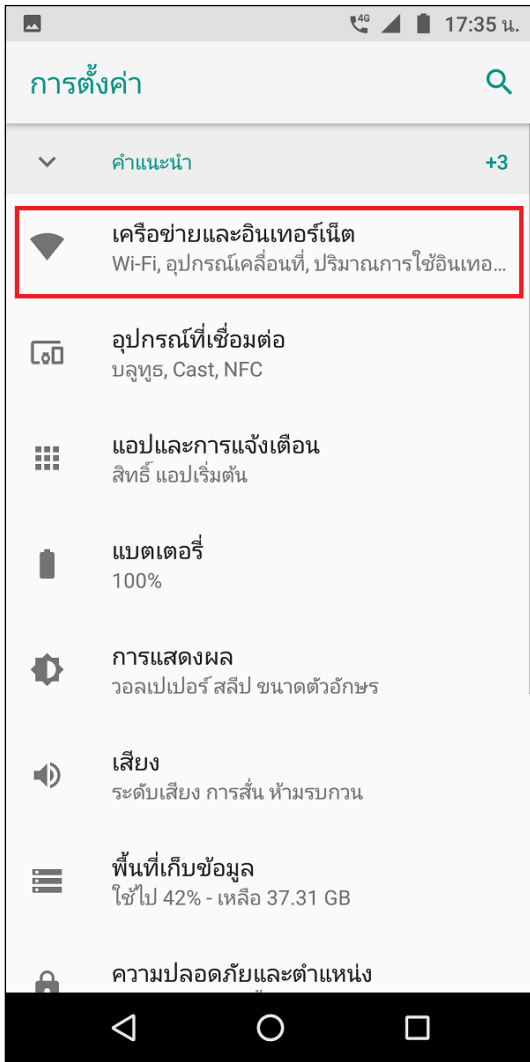 4G 17:35 น.
การตั้งค่า
คำแนะนำ +3
เครือข่ายและอินเทอร์เน็ต
Wi-Fi, อุปกรณ์เคลื่อนที่, ปริมาณการใช้อินเทอ...
อุปกรณ์ที่เชื่อมต่อ
บลูทูธ, Cast, NFC
แอปและการแจ้งเตือน
สิทธิ์ แอปเริ่มต้น
แบตเตอรี่
100%
การแสดงผล
วอลเปเปอร์ สลีป ขนาดตัวอักษร
เสียง
ระดับเสียง การสั่น ห้ามรบกวน
พื้นที่เก็บข้อมูล
ใช้ไป 42% - เหลือ 37.31 GB
ความปลอดภัยและตำแหน่ง